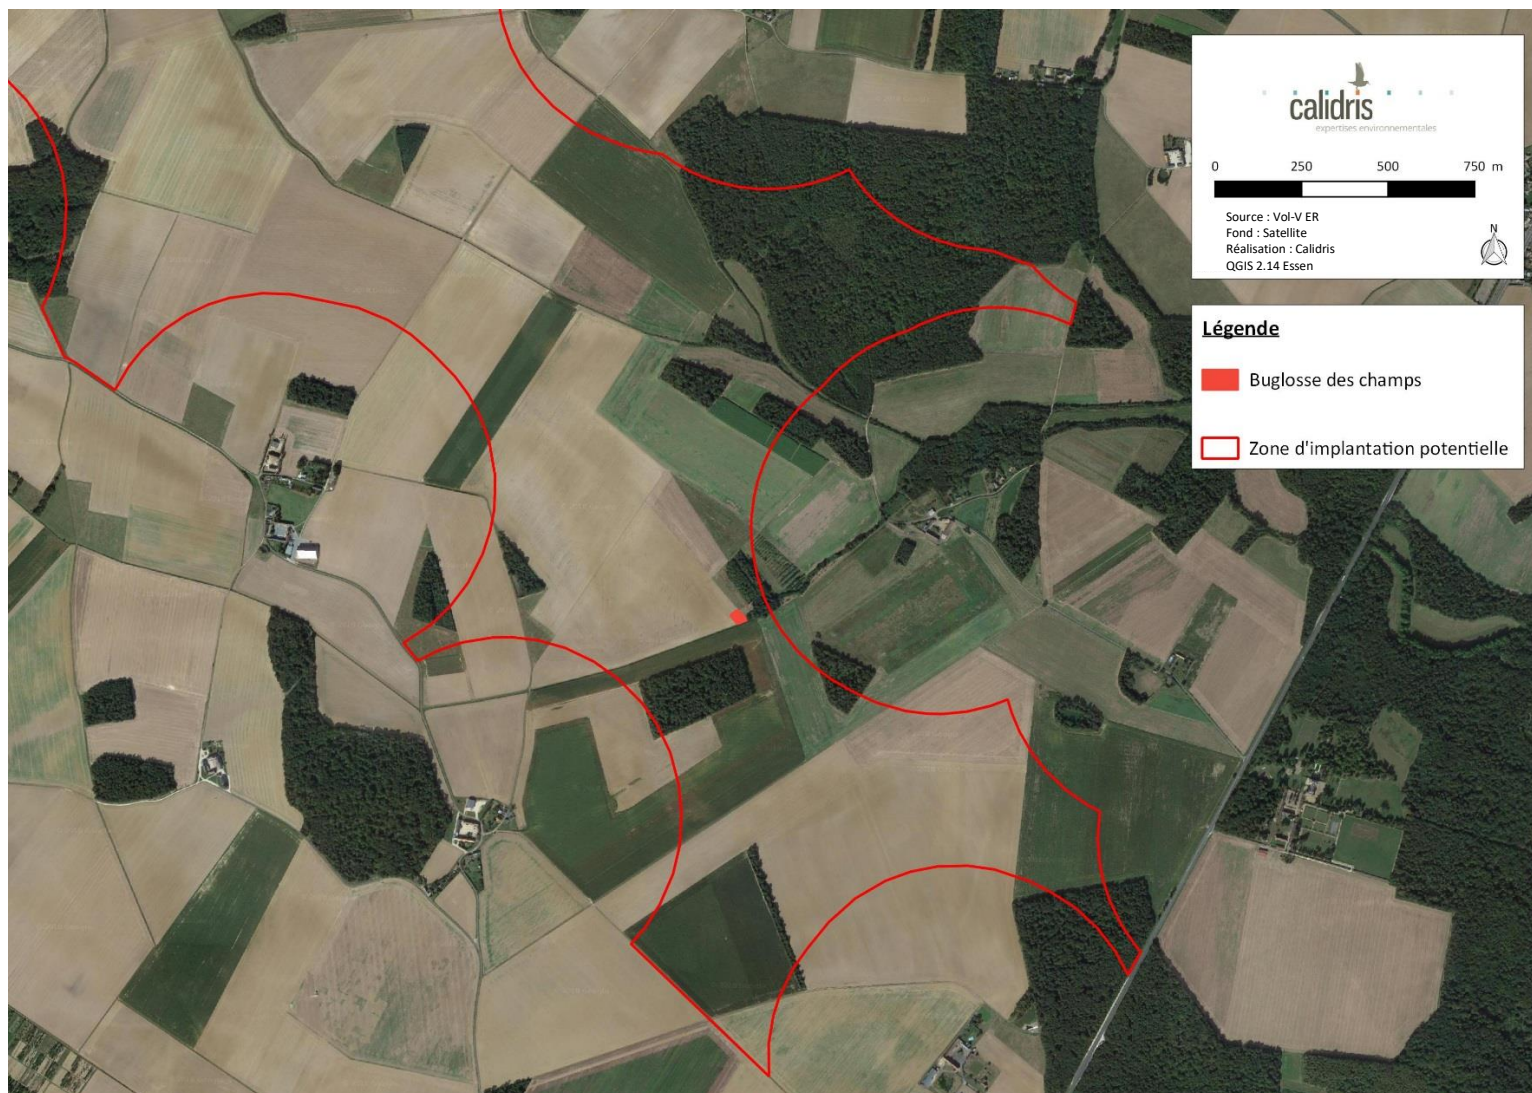 calidris
expertises environnementales
0 250 500 750 m
Source : Vol-V ER
Fond : Satellite
Réalisation : Calidris
QGIS 2.14 Essen
N
Légende
Buglosse des champs
Zone d'implantation potentielle